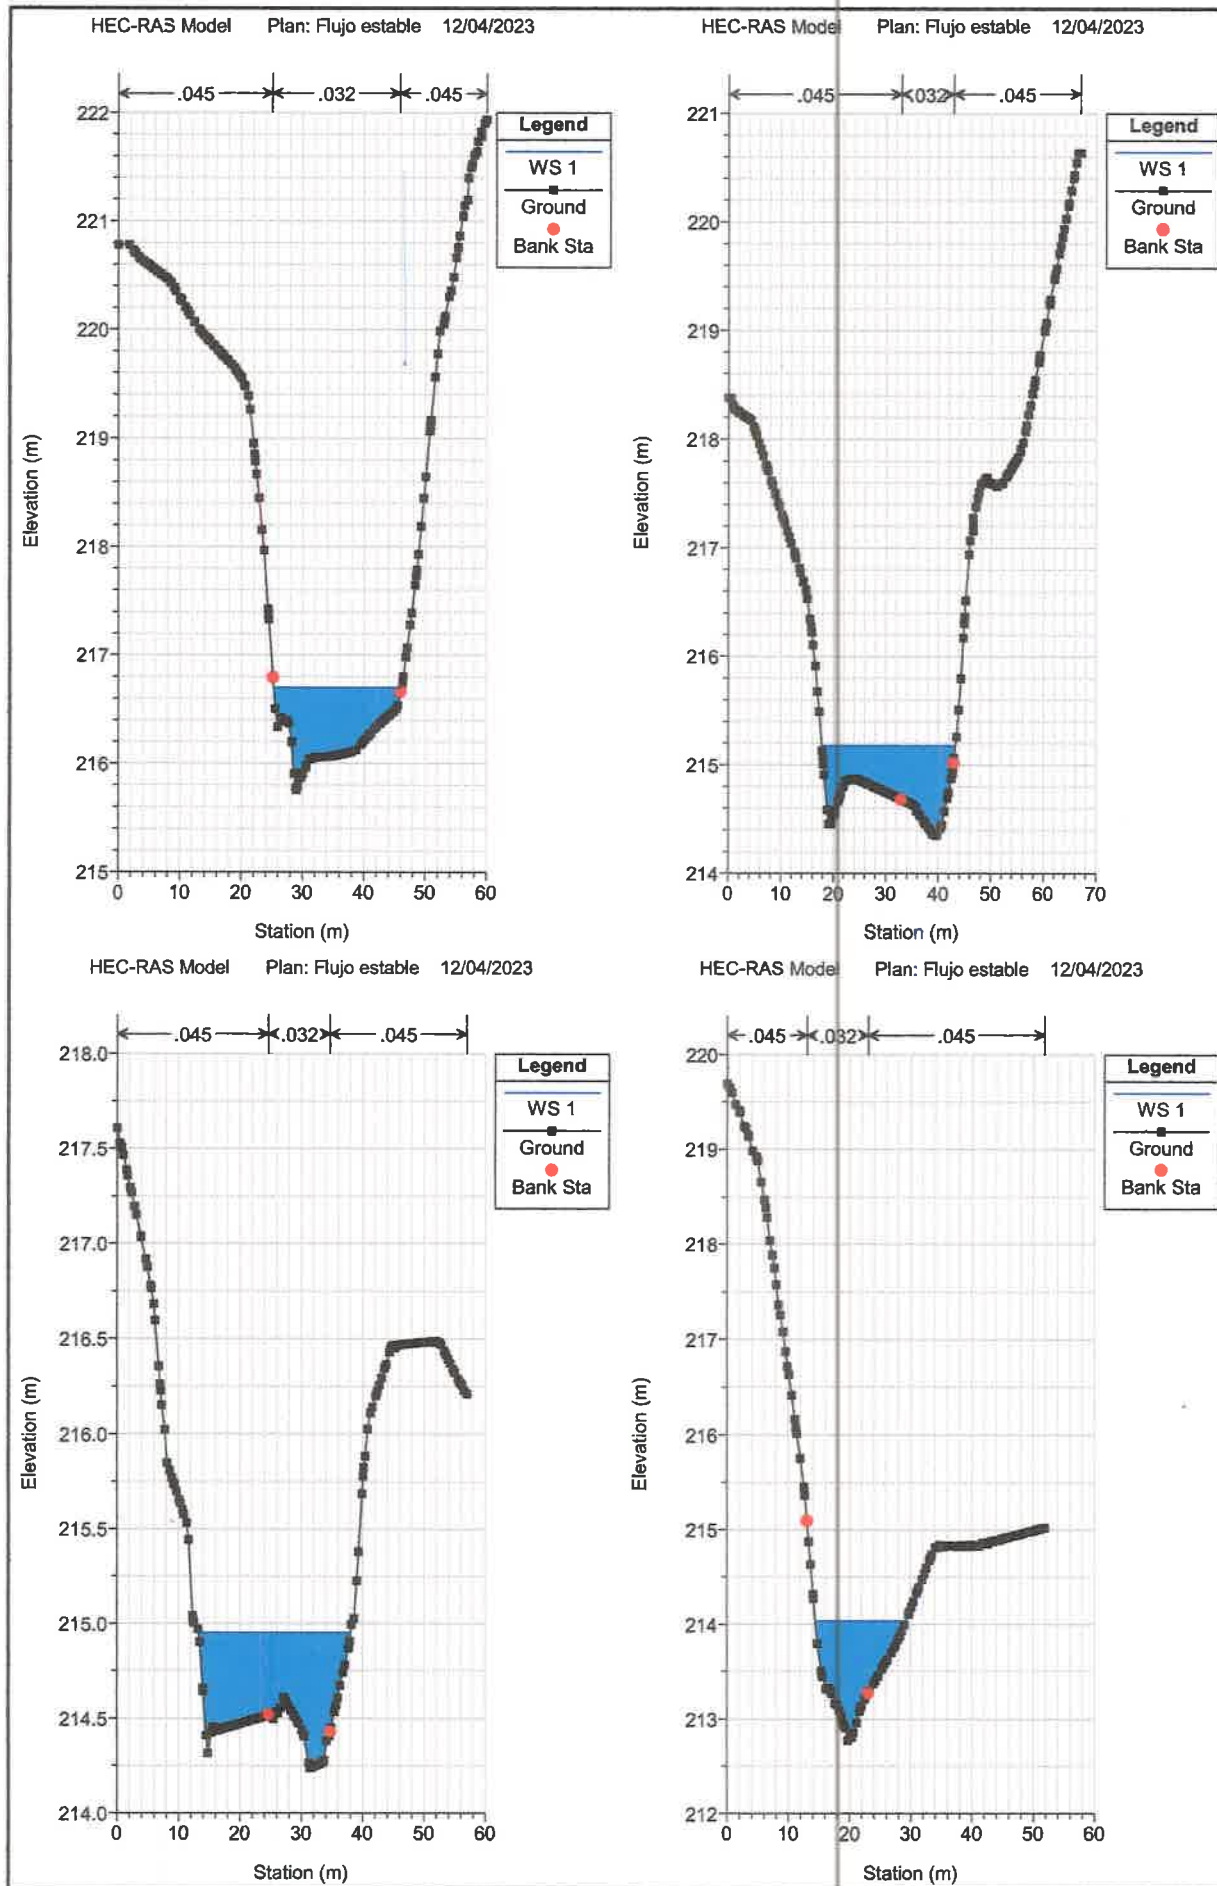 HEC-RAS Model Plan: Flujo estable 12/04/2023
.045 .032 .045
Legend
WS 1
Ground
Bank Sta
Elevation (m)
222
221
220
219
218
217
216
215
0 10 20 30 40 50 60
Station (m)
HEC-RAS Model Plan: Flujo estable 12/04/2023
.045 .032 .045
Legend
WS 1
Ground
Bank Sta
Elevation (m)
221
220
219
218
217
216
215
214
0 10 20 30 40 50 60 70
Station (m)
HEC-RAS Model Plan: Flujo estable 12/04/2023
.045 .032 .045
Legend
WS 1
Ground
Bank Sta
Elevation (m)
218.0
217.5
217.0
216.5
216.0
215.5
215.0
214.5
214.0
0 10 20 30 40 50 60
Station (m)
HEC-RAS Model Plan: Flujo estable 12/04/2023
.045 .032 .045
Legend
WS 1
Ground
Bank Sta
Elevation (m)
220
219
218
217
216
215
214
213
212
0 10 20 30 40 50 60
Station (m)